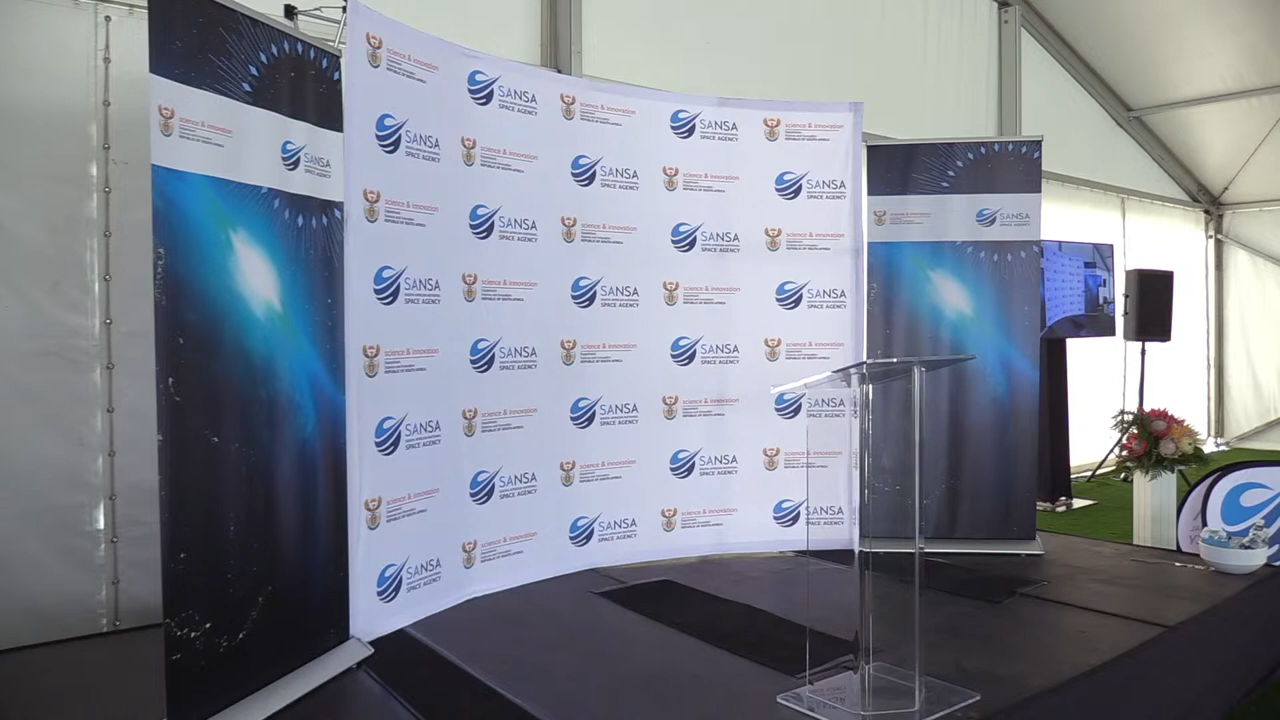 science & innovation
Department:
Science and Innovation
REPUBLIC OF SOUTH AFRICA
SANSA
SOUTH AFRICAN NATIONAL
SPACE AGENCY